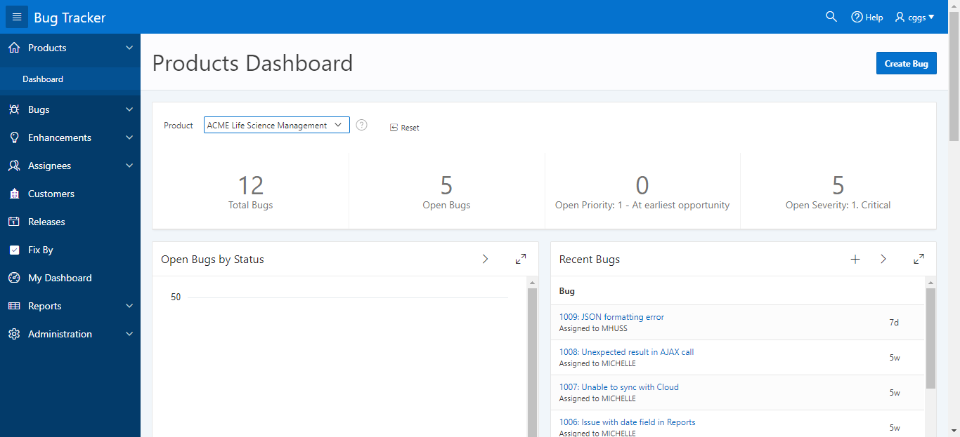 Bug Tracker
Help
cggs
Products
Dashboard
Bugs
Enhancements
Assignees
Customers
Releases
Fix By
My Dashboard
Reports
Administration
Products Dashboard
Create Bug
Product
ACME Life Science Management
?
Reset
12
Total Bugs
5
Open Bugs
0
Open Priority: 1 - At earliest opportunity
5
Open Severity: 1. Critical
Open Bugs by Status
50
Recent Bugs
Bug
1009: JSON formatting error
Assigned to MHUSS
7d
1008: Unexpected result in AJAX call
Assigned to MICHELLE
5w
1007: Unable to sync with Cloud
Assigned to MICHELLE
5w
1006: Issue with date field in Reports
Assigned to MICHELLE
5w